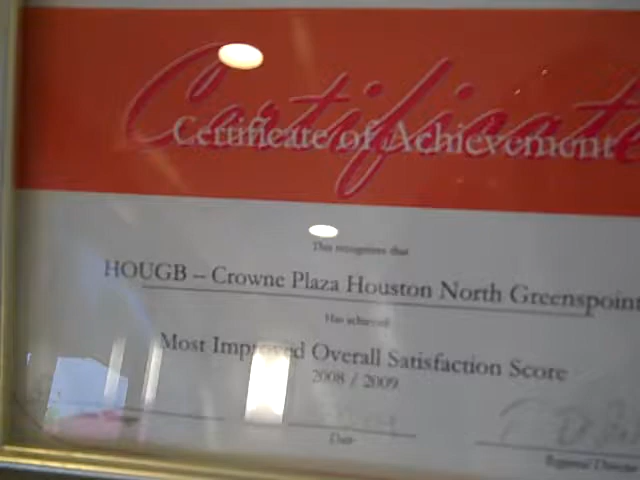 Certificate
Certificate of Achievement
This recognizes that
HOUGB – Crowne Plaza Houston North Greenspoint
Has achieved
Most Improved Overall Satisfaction Score
2008 / 2009
Date
Regional Director